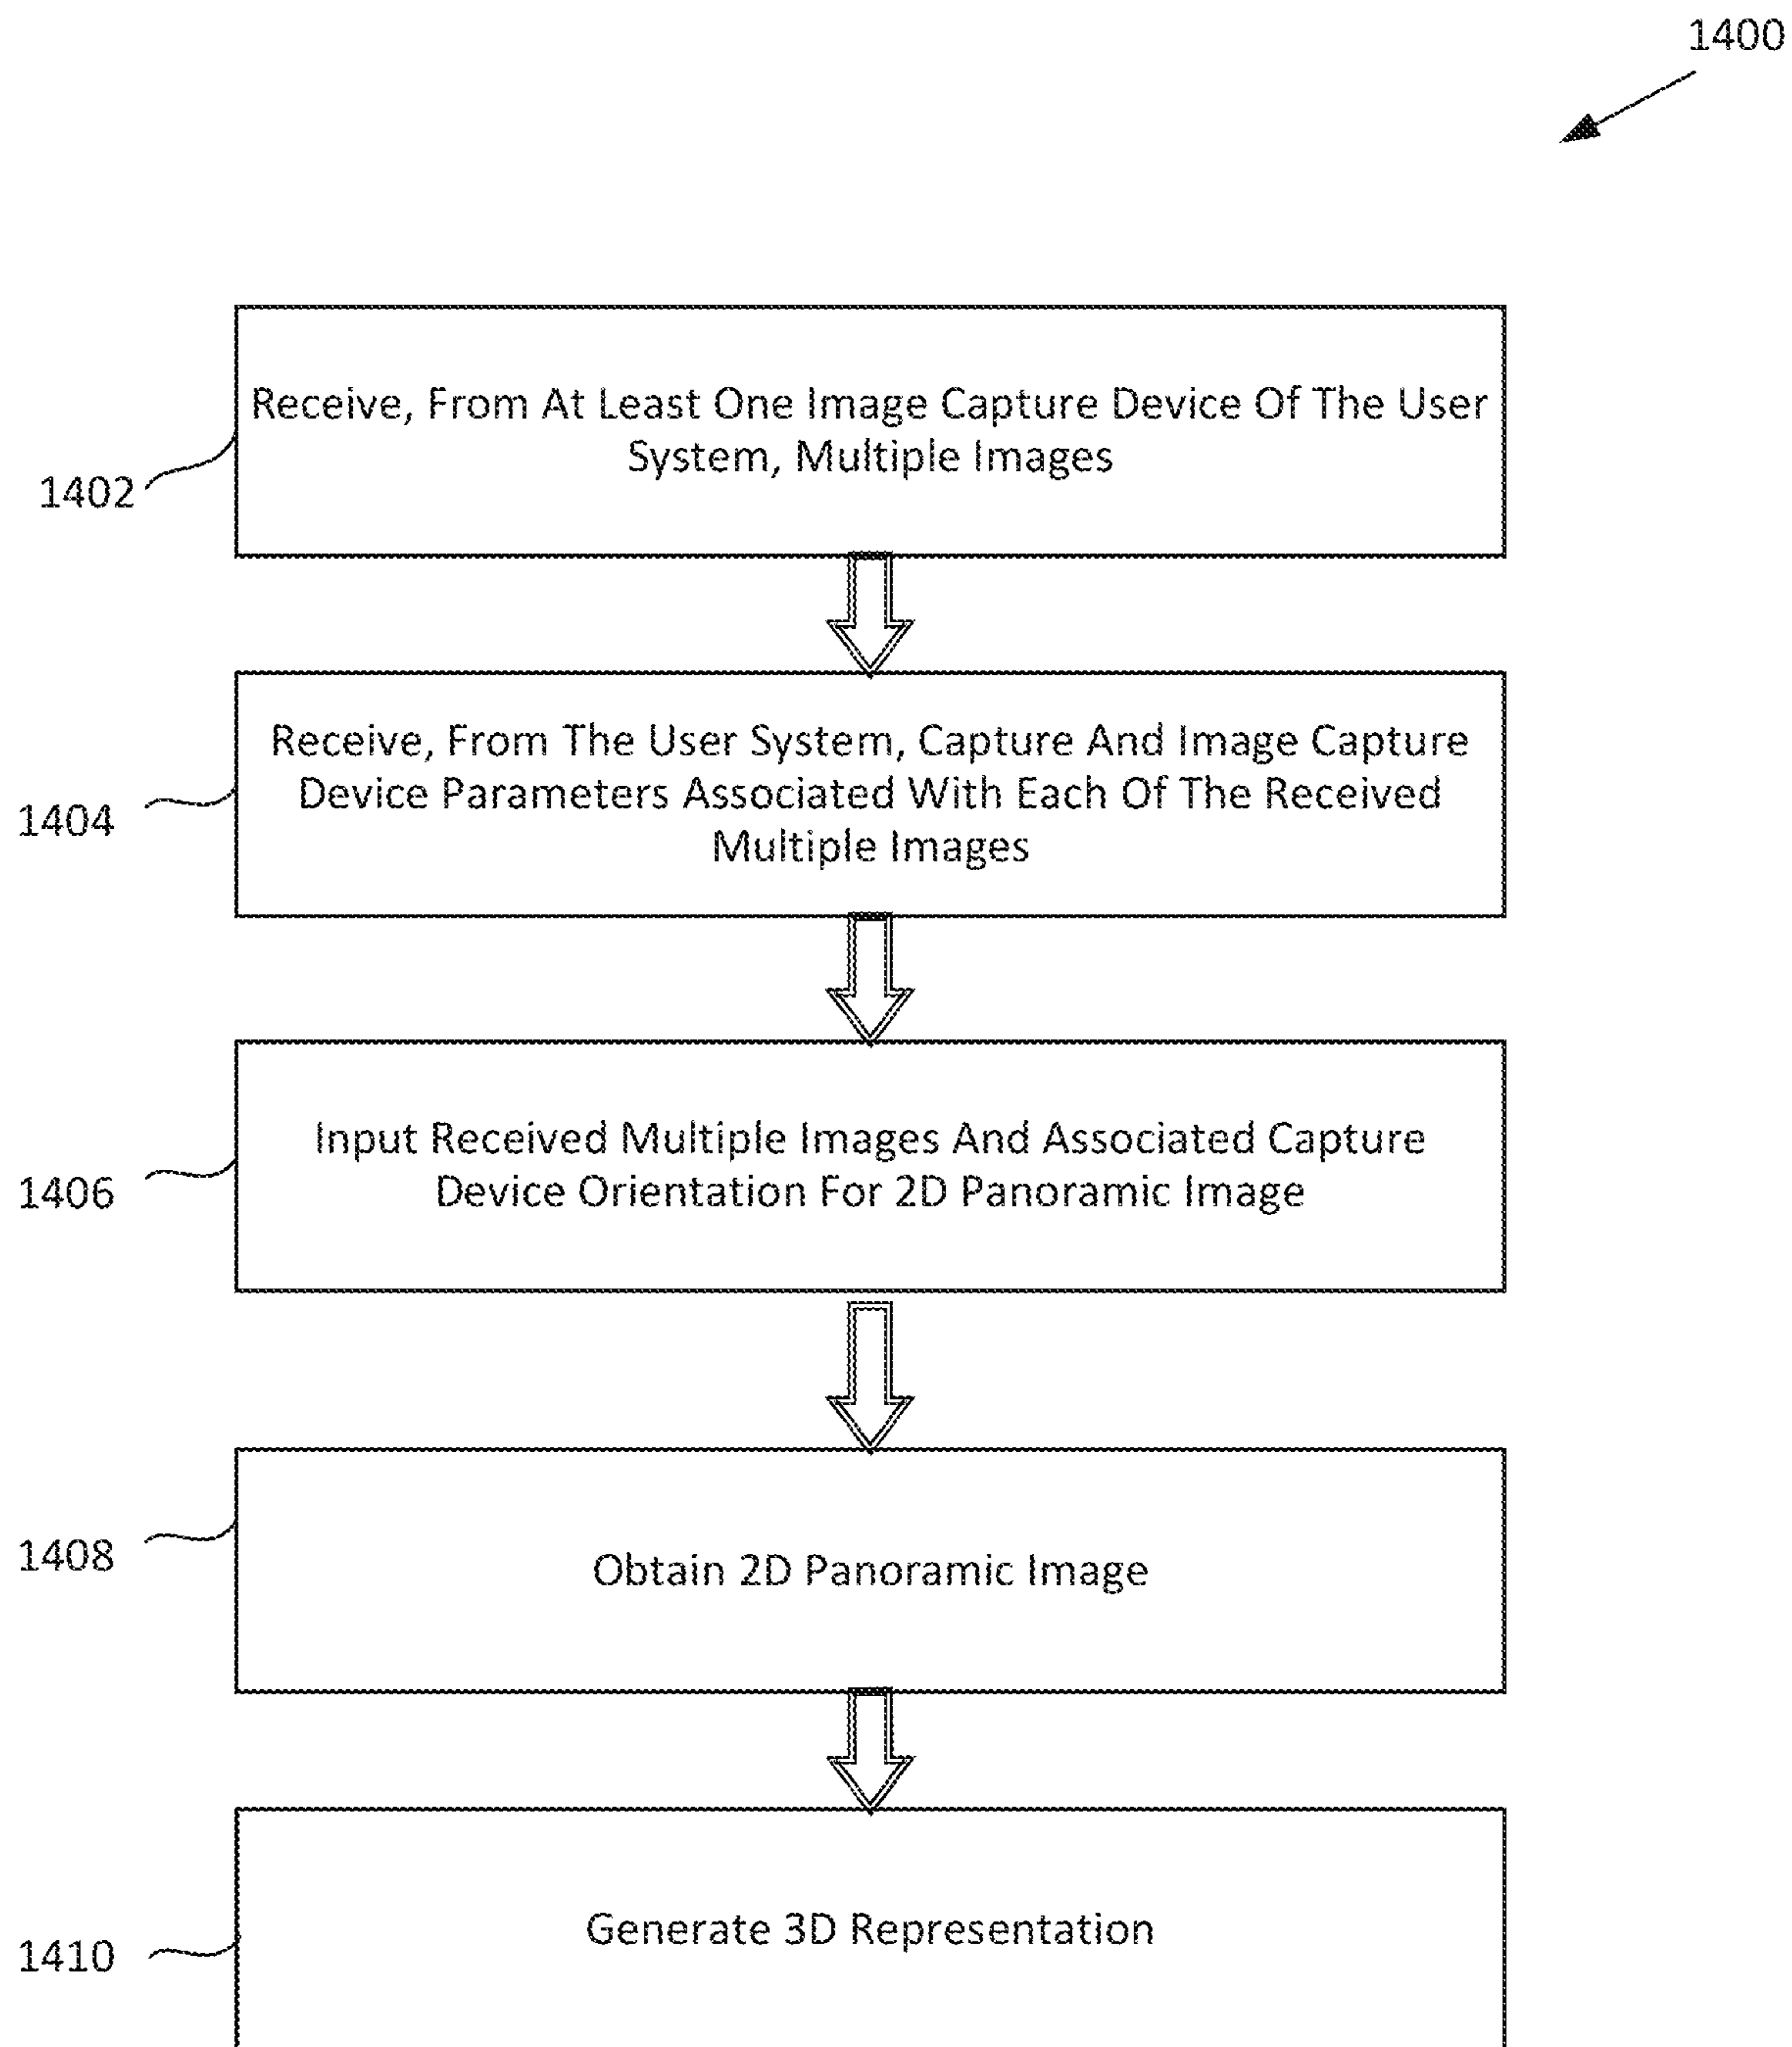 1400
Receive, From At Least One Image Capture Device Of The User
System, Multiple Images
1402
Receive, From The User System, Capture And Image Capture
Device Parameters Associated With Each Of The Received
Multiple Images
1404
Input Received Multiple Images And Associated Capture
Device Orientation For 2D Panoramic Image
1406
Obtain 2D Panoramic Image
1408
Generate 3D Representation
1410